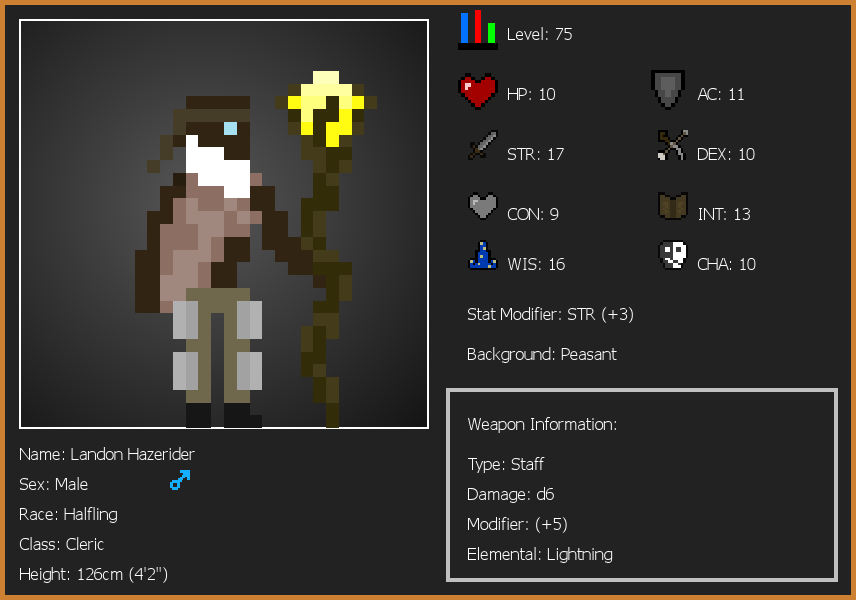 Level: 75
HP: 10
AC: 11
STR: 17
DEX: 10
CON: 9
INT: 13
WIS: 16
CHA: 10
Stat Modifier: STR (+3)
Background: Peasant
Weapon Information:
Type: Staff
Damage: d6
Modifier: (+5)
Elemental: Lightning
Name: Landon Hazerider
Sex: Male
Race: Halfling
Class: Cleric
Height: 126cm (4'2")